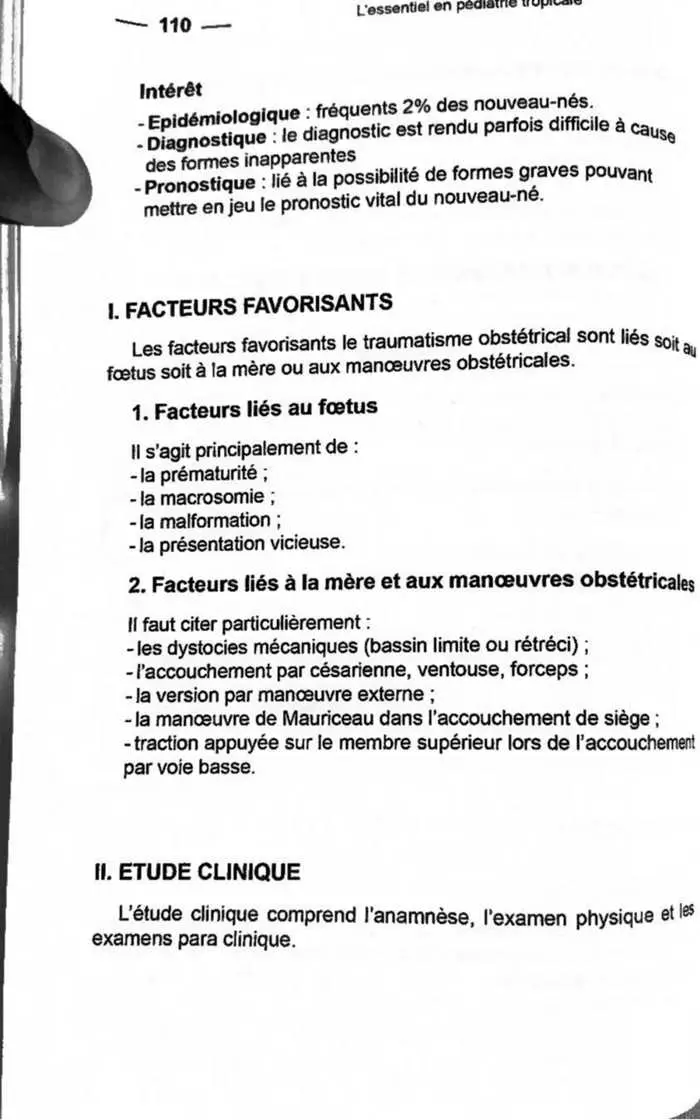 — 110 —
L'essentiel en pédiatrie tropicale
Intérêt
- Epidémiologique : fréquents 2% des nouveau-nés.
- Diagnostique : le diagnostic est rendu parfois difficile à cause
des formes inapparentes
- Pronostique : lié à la possibilité de formes graves pouvant
mettre en jeu le pronostic vital du nouveau-né.
I. FACTEURS FAVORISANTS
Les facteurs favorisants le traumatisme obstétrical sont liés soit au
fœtus soit à la mère ou aux manœuvres obstétricales.
1. Facteurs liés au fœtus
Il s'agit principalement de :
- la prématurité ;
- la macrosomie ;
- la malformation ;
- la présentation vicieuse.
2. Facteurs liés à la mère et aux manœuvres obstétricales
Il faut citer particulièrement :
- les dystocies mécaniques (bassin limite ou rétréci) ;
- l'accouchement par césarienne, ventouse, forceps ;
- la version par manœuvre externe ;
- la manœuvre de Mauriceau dans l'accouchement de siège ;
- traction appuyée sur le membre supérieur lors de l'accouchement
par voie basse.
II. ETUDE CLINIQUE
L'étude clinique comprend l'anamnèse, l'examen physique et les
examens para clinique.